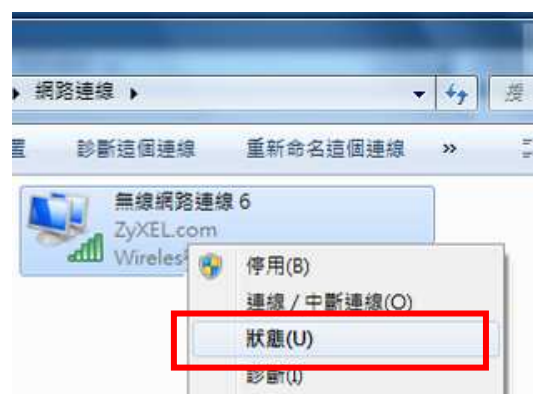 網路連線
搜
診斷這個連線 重新命名這個連線 »
無線網路連線 6
ZyXEL.com
Wireles
停用(B)
連線 / 中斷連線(O)
狀態(U)
診斷(I)